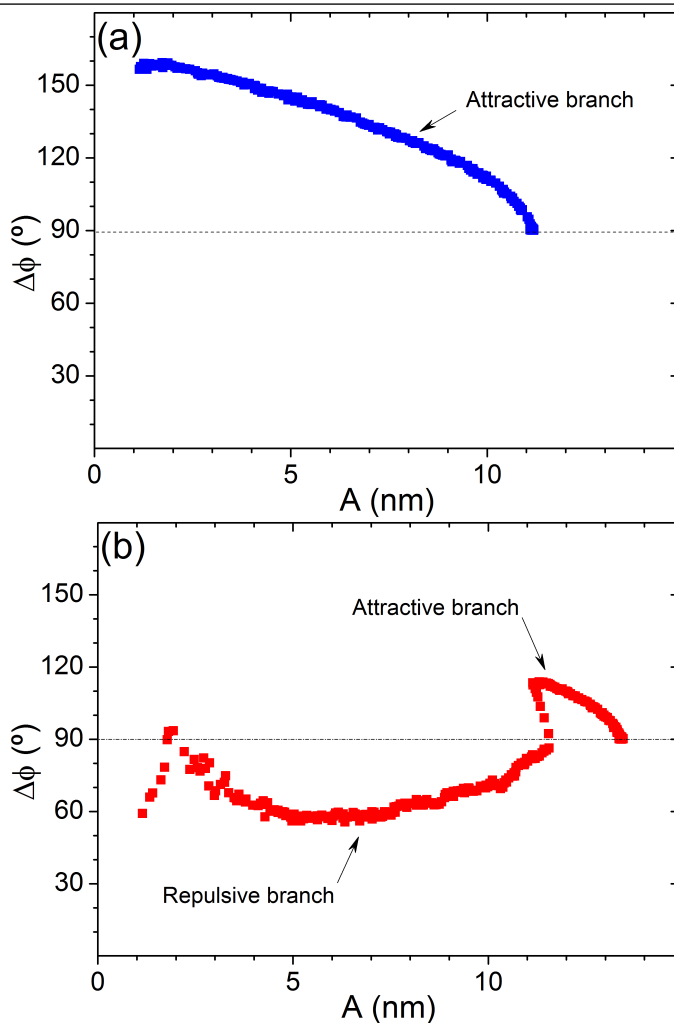 (a)
150
120
90
60
30
Δϕ (º)
Attractive branch
0
5
10
A (nm)
(b)
150
120
90
60
30
Δϕ (º)
Attractive branch
Repulsive branch
0
5
10
A (nm)